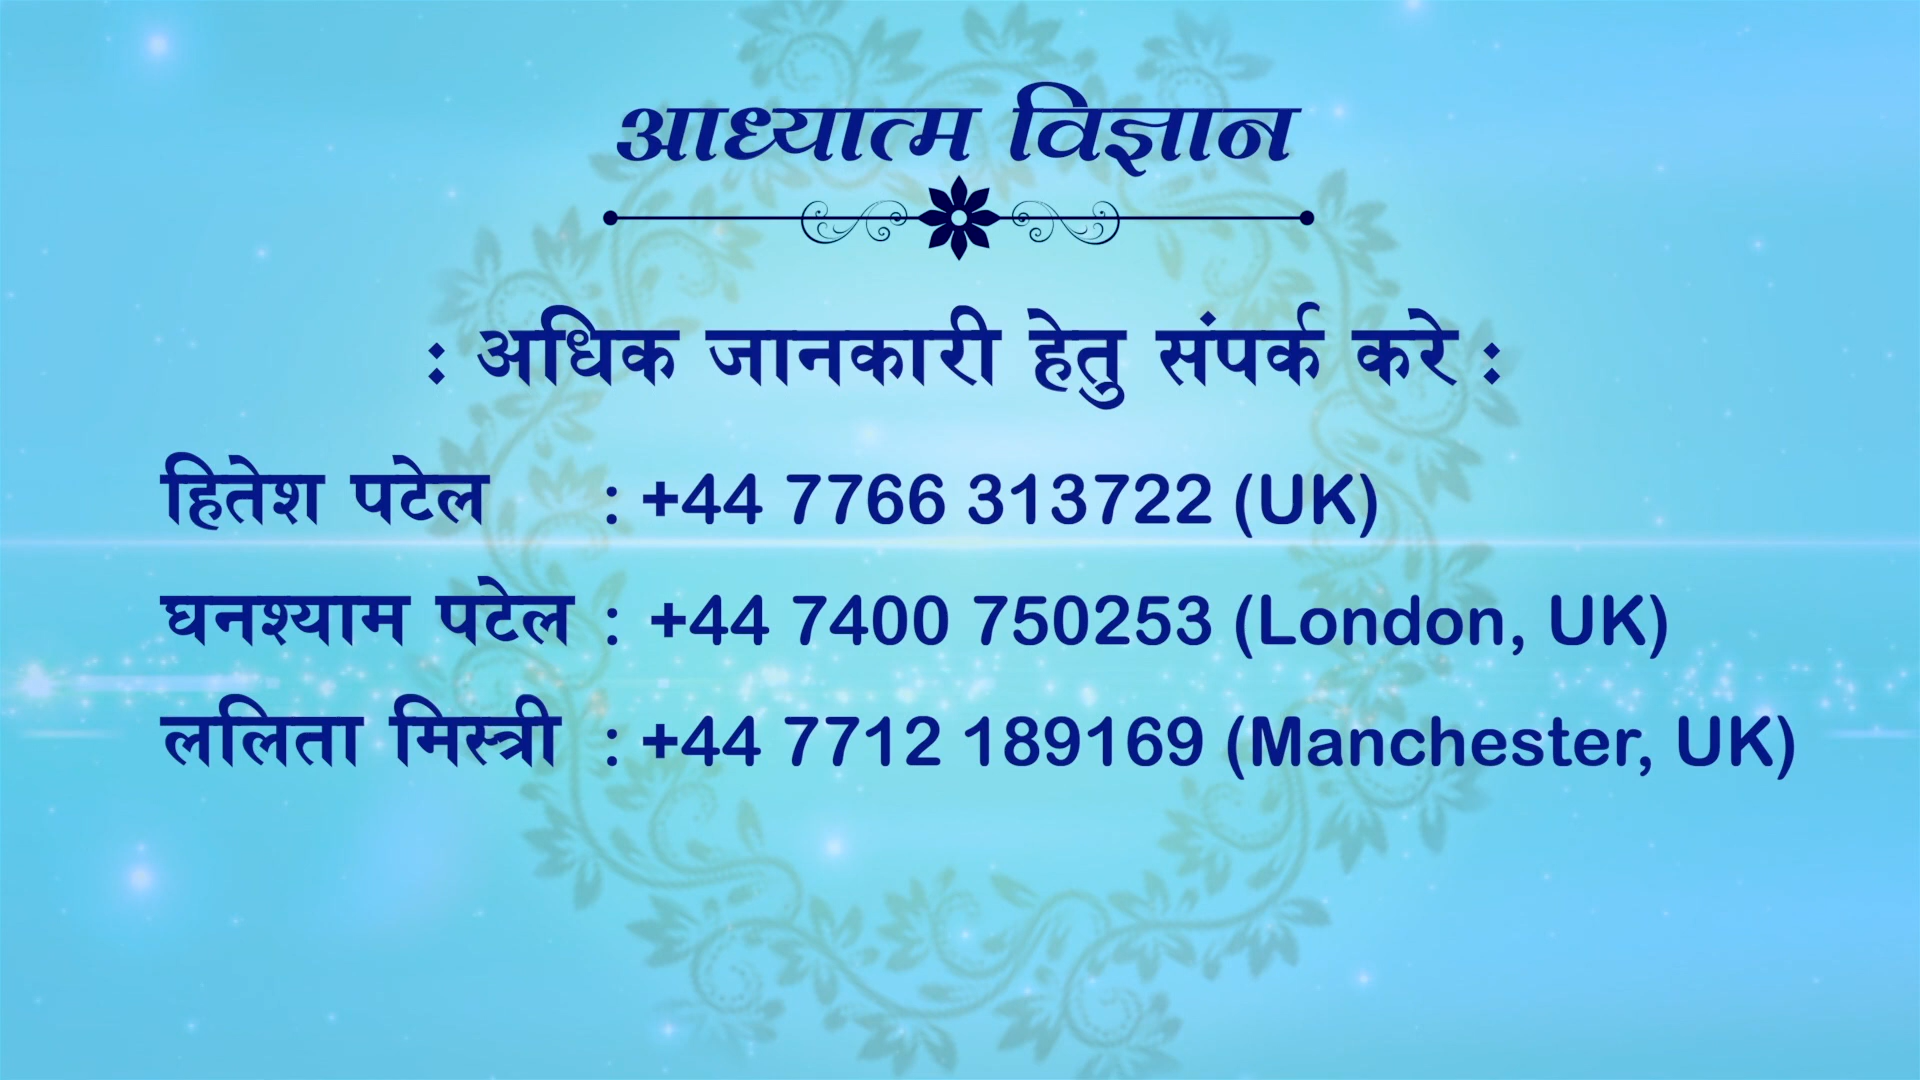 आध्यात्म विज्ञान
: अधिक जानकारी हेतु संपर्क करे :
हितेश पटेल : +44 7766 313722 (UK)
घनश्याम पटेल : +44 7400 750253 (London, UK)
ललिता मिस्त्री : +44 7712 189169 (Manchester, UK)